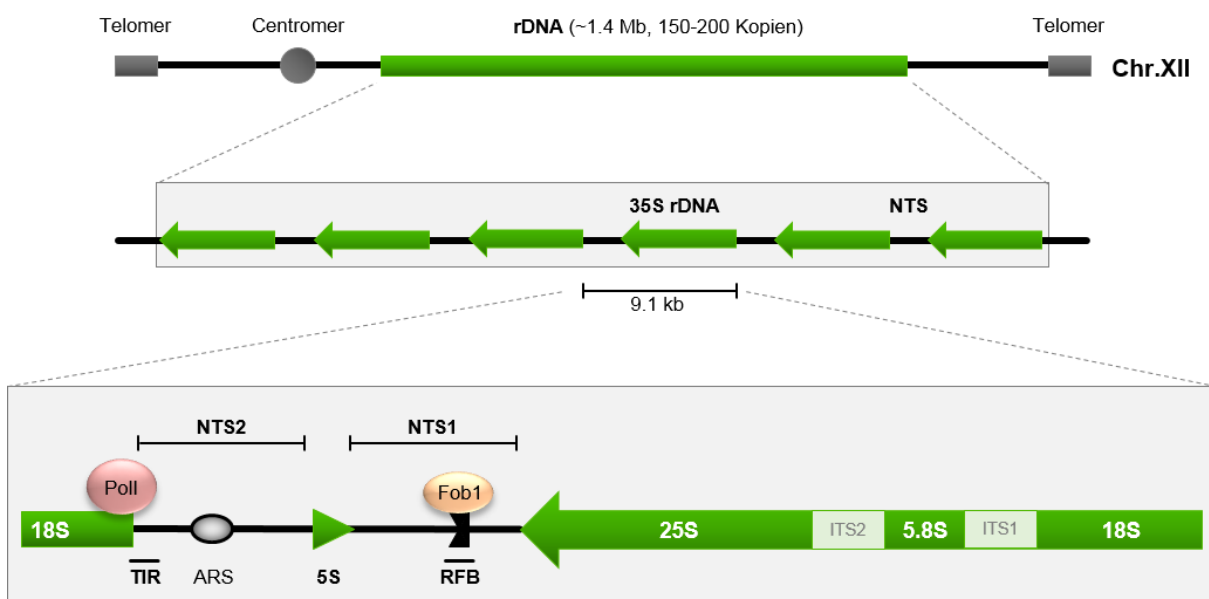 Telomer
Centromer
rDNA (~1.4 Mb, 150-200 Kopien)
Telomer
Chr.XII
35S rDNA
NTS
9.1 kb
NTS2
NTS1
PolI
Fob1
18S
25S
ITS2
5.8S
ITS1
18S
TIR
ARS
5S
RFB